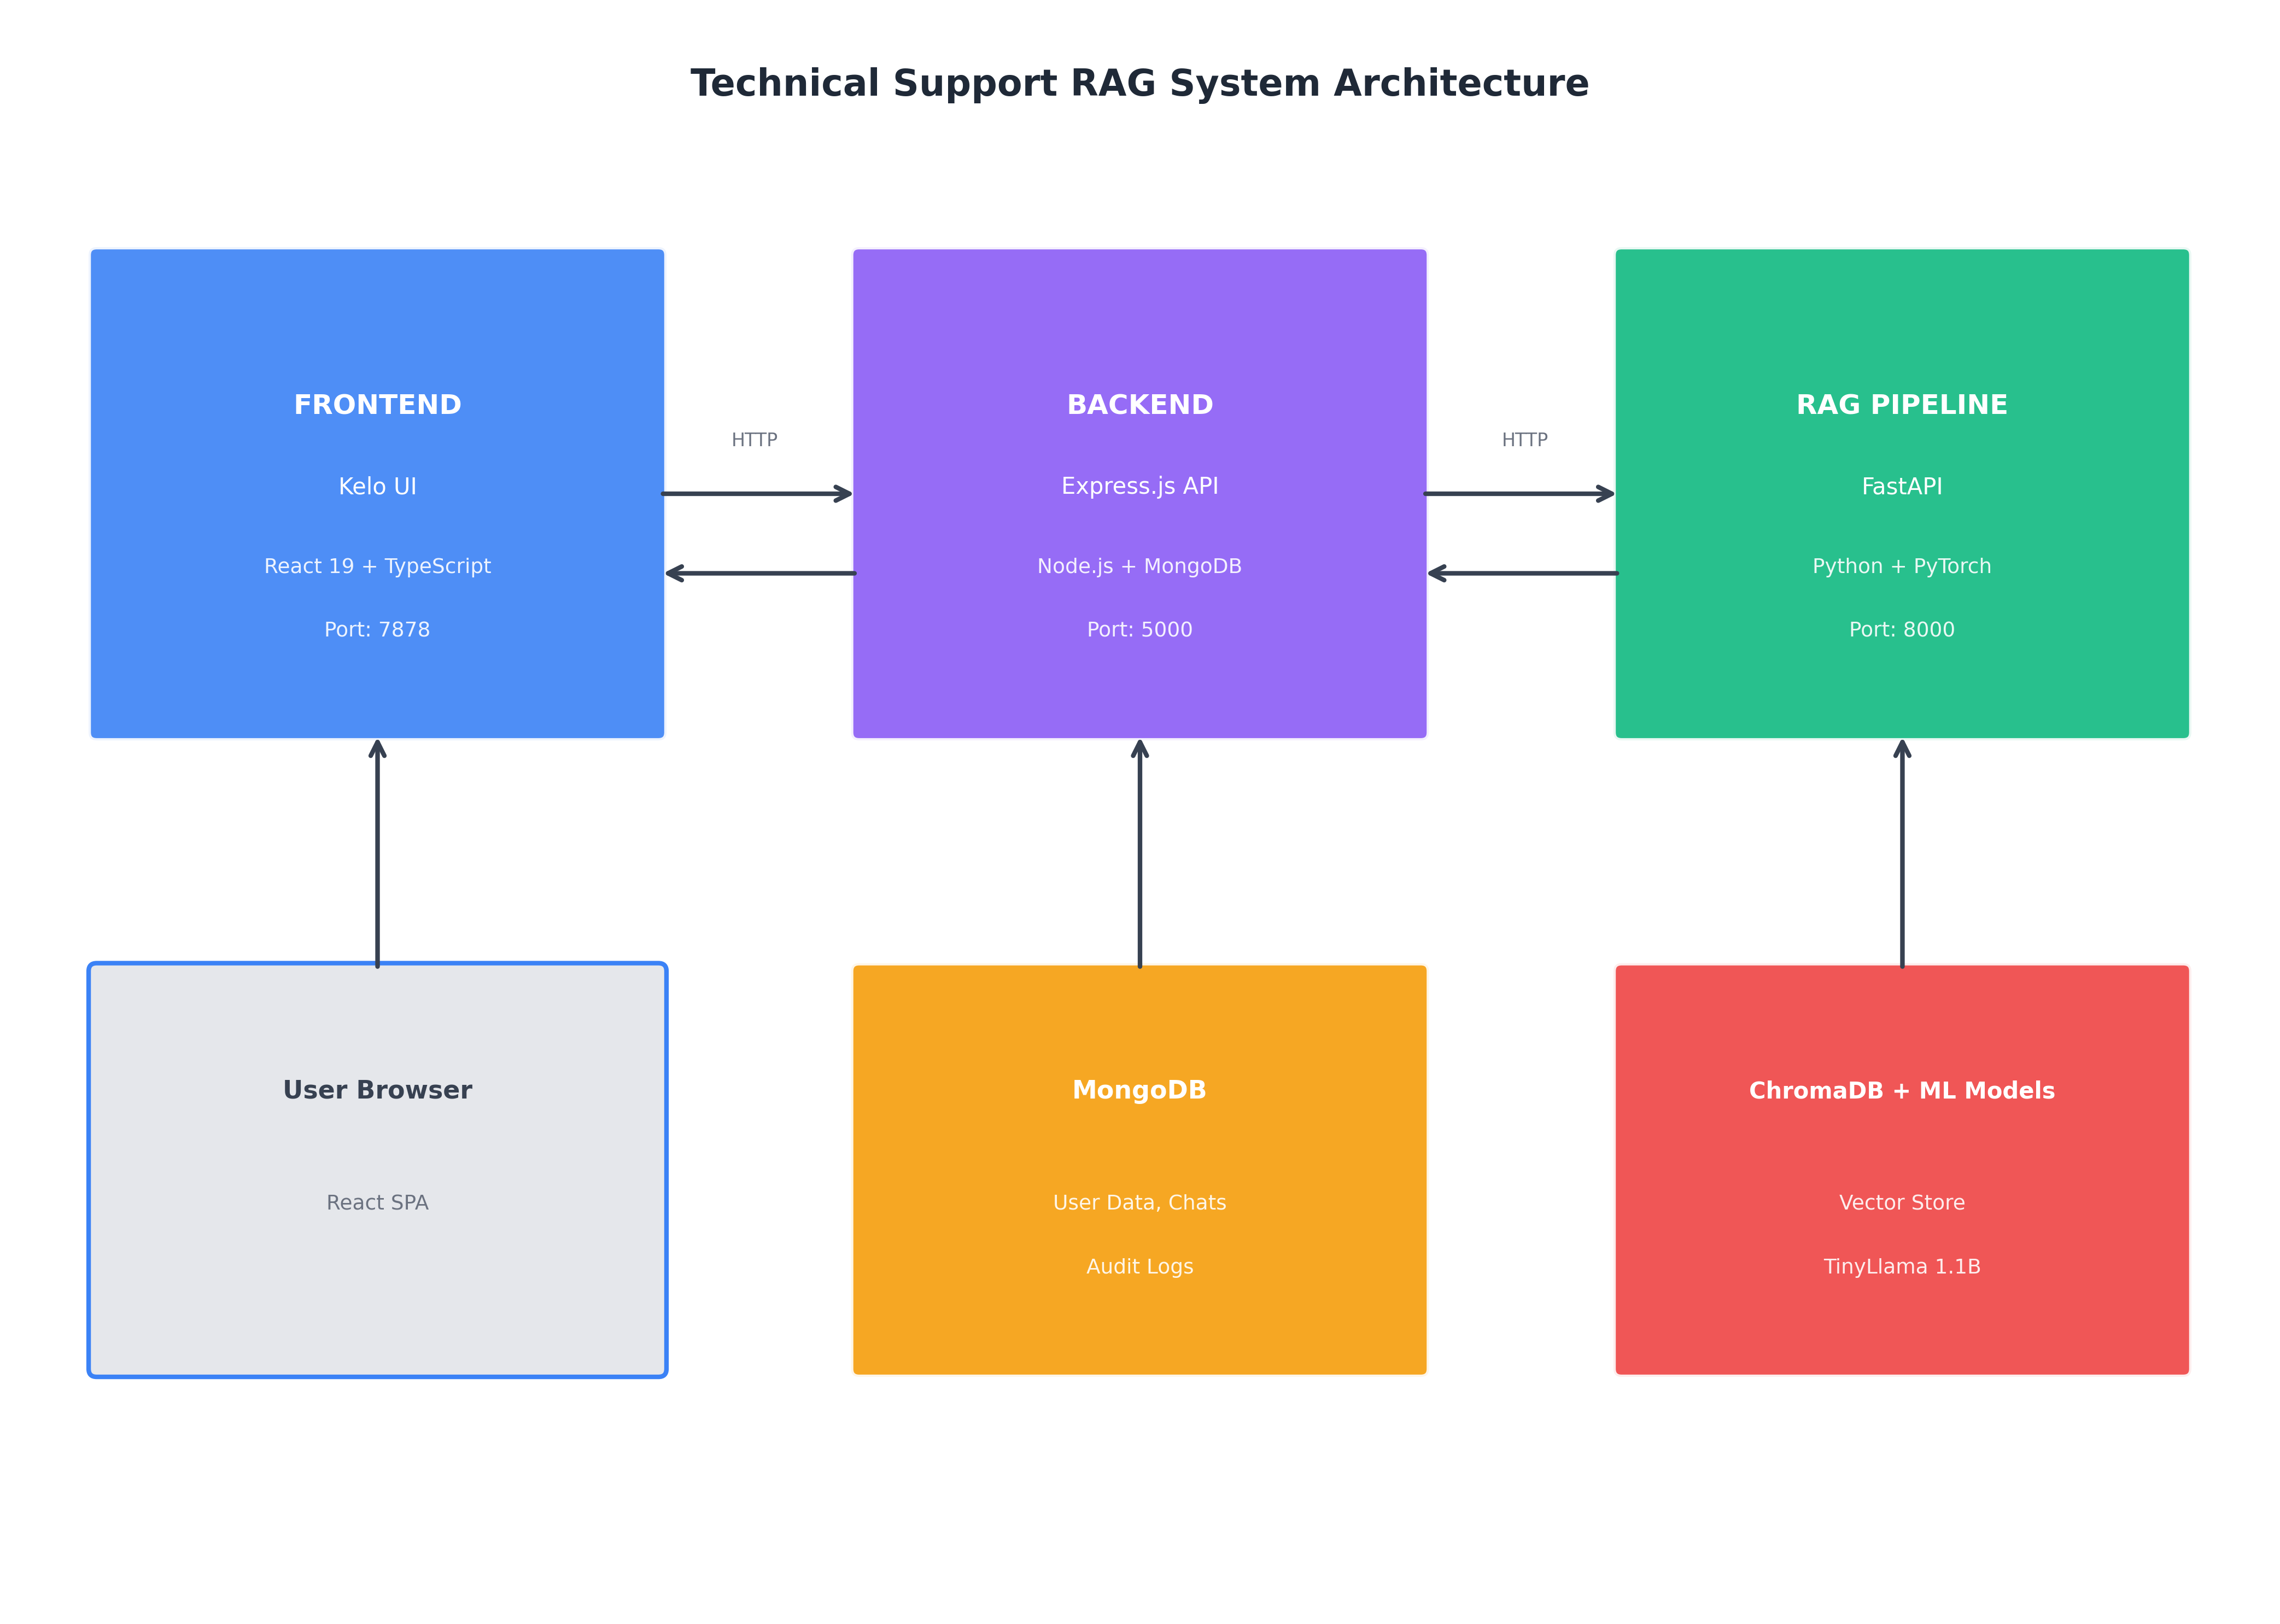 Technical Support RAG System Architecture
FRONTEND
Kelo UI
React 19 + TypeScript
Port: 7878
HTTP
BACKEND
Express.js API
Node.js + MongoDB
Port: 5000
HTTP
RAG PIPELINE
FastAPI
Python + PyTorch
Port: 8000
User Browser
React SPA
MongoDB
User Data, Chats
Audit Logs
ChromaDB + ML Models
Vector Store
TinyLlama 1.1B